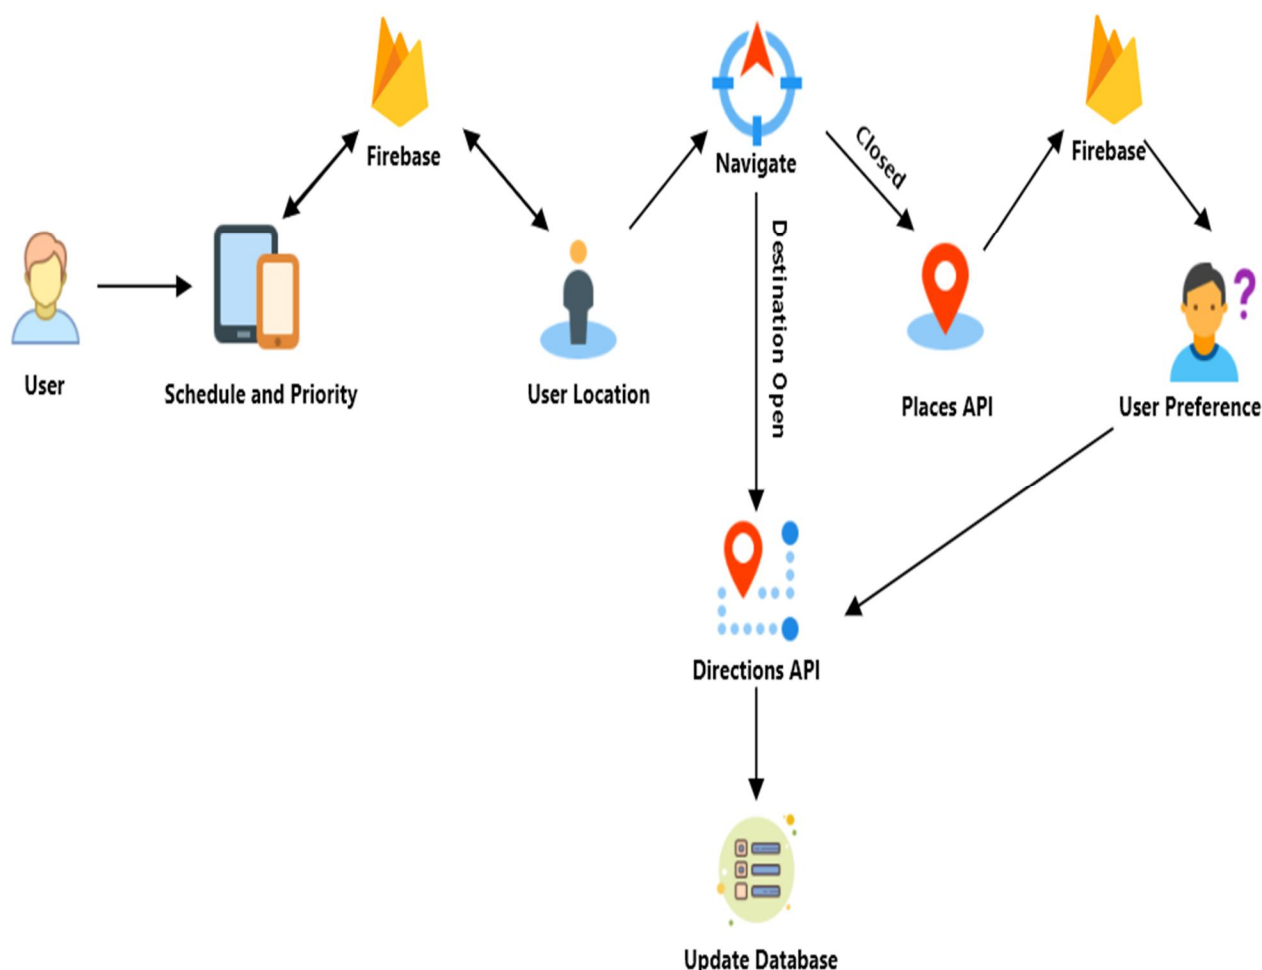 Firebase
Navigate
Closed
Firebase
User
Schedule and Priority
User Location
Destination Open
Places API
User Preference
Directions API
Update Database